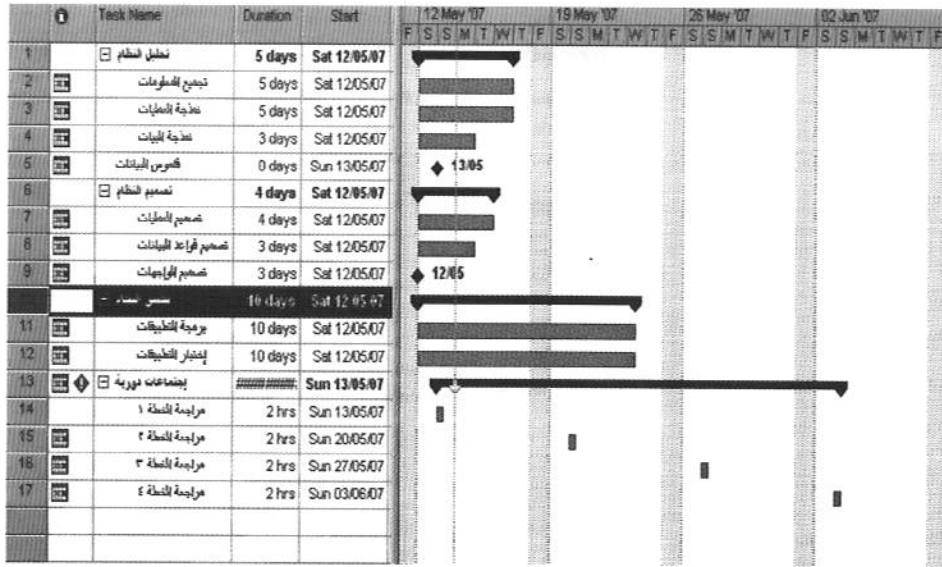 Task Name Duration Start 12 May '07 19 May '07 26 May '07 02 Jun '07
F S S M T W T F S S M T W T F S S M T W T F S S M T W T F
1 تحليل النظام 5 days Sat 12/05/07
2 تجميع المعلومات 5 days Sat 12/05/07
3 نمذجة العمليات 5 days Sat 12/05/07
4 نمذجة البيانات 3 days Sat 12/05/07
5 قاموس البيانات 0 days Sun 13/05/07 13/05
6 تصميم النظام 4 days Sat 12/05/07
7 تصميم العمليات 4 days Sat 12/05/07
8 تصميم قواعد البيانات 3 days Sat 12/05/07
9 تصميم الواجهات 3 days Sat 12/05/07 12/05
10 days Sat 12/05/07
11 برمجة التطبيقات 10 days Sat 12/05/07
12 إختبار التطبيقات 10 days Sat 12/05/07
13 إجتماعات دورية ########## Sun 13/05/07
14 مراجعة الخطة ١ 2 hrs Sun 13/05/07
15 مراجعة الخطة ٢ 2 hrs Sun 20/05/07
16 مراجعة الخطة ٣ 2 hrs Sun 27/05/07
17 مراجعة الخطة ٤ 2 hrs Sun 03/06/07